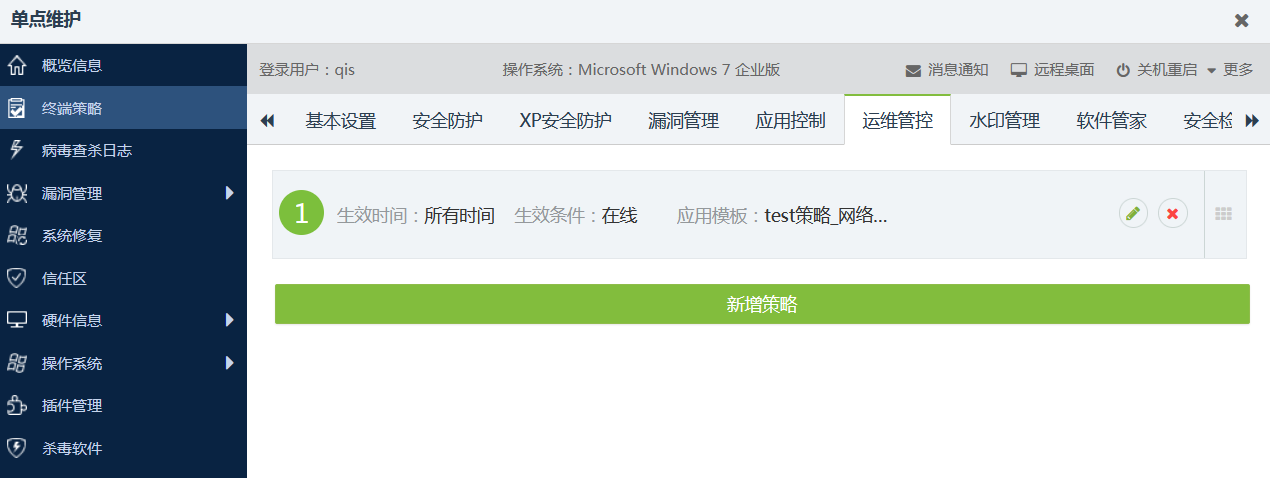 单点维护
概览信息
终端策略
病毒查杀日志
漏洞管理
系统修复
信任区
硬件信息
操作系统
插件管理
杀毒软件
登录用户：qis 操作系统：Microsoft Windows 7 企业版 消息通知 远程桌面 关机重启 更多
基本设置 安全防护 XP安全防护 漏洞管理 应用控制 运维管控 水印管理 软件管家 安全检
1 生效时间：所有时间 生效条件：在线 应用模板：test策略_网络...
新增策略